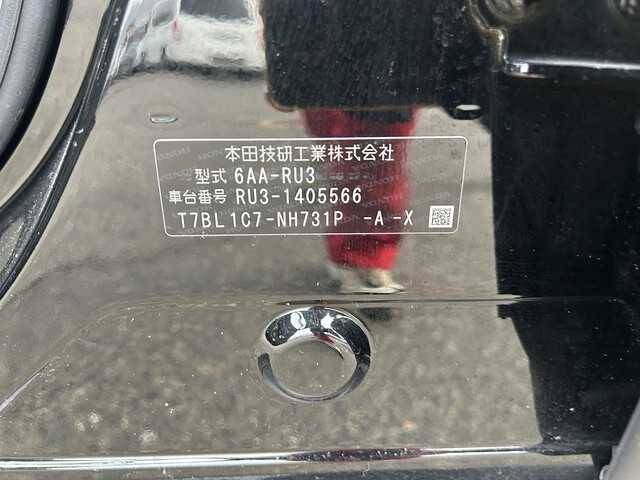 本田技研工業株式会社
型式 6AA-RU3
車台番号 RU3-1405566
T7BL1C7-NH731P -A-X